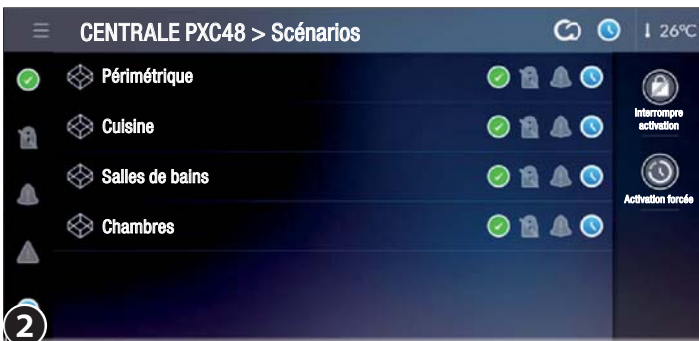 CENTRALE PXC48 > Scénarios
26°C
Périmétrique
Cuisine
Salles de bains
Chambres
Interrompre
activation
Activation forcée
2